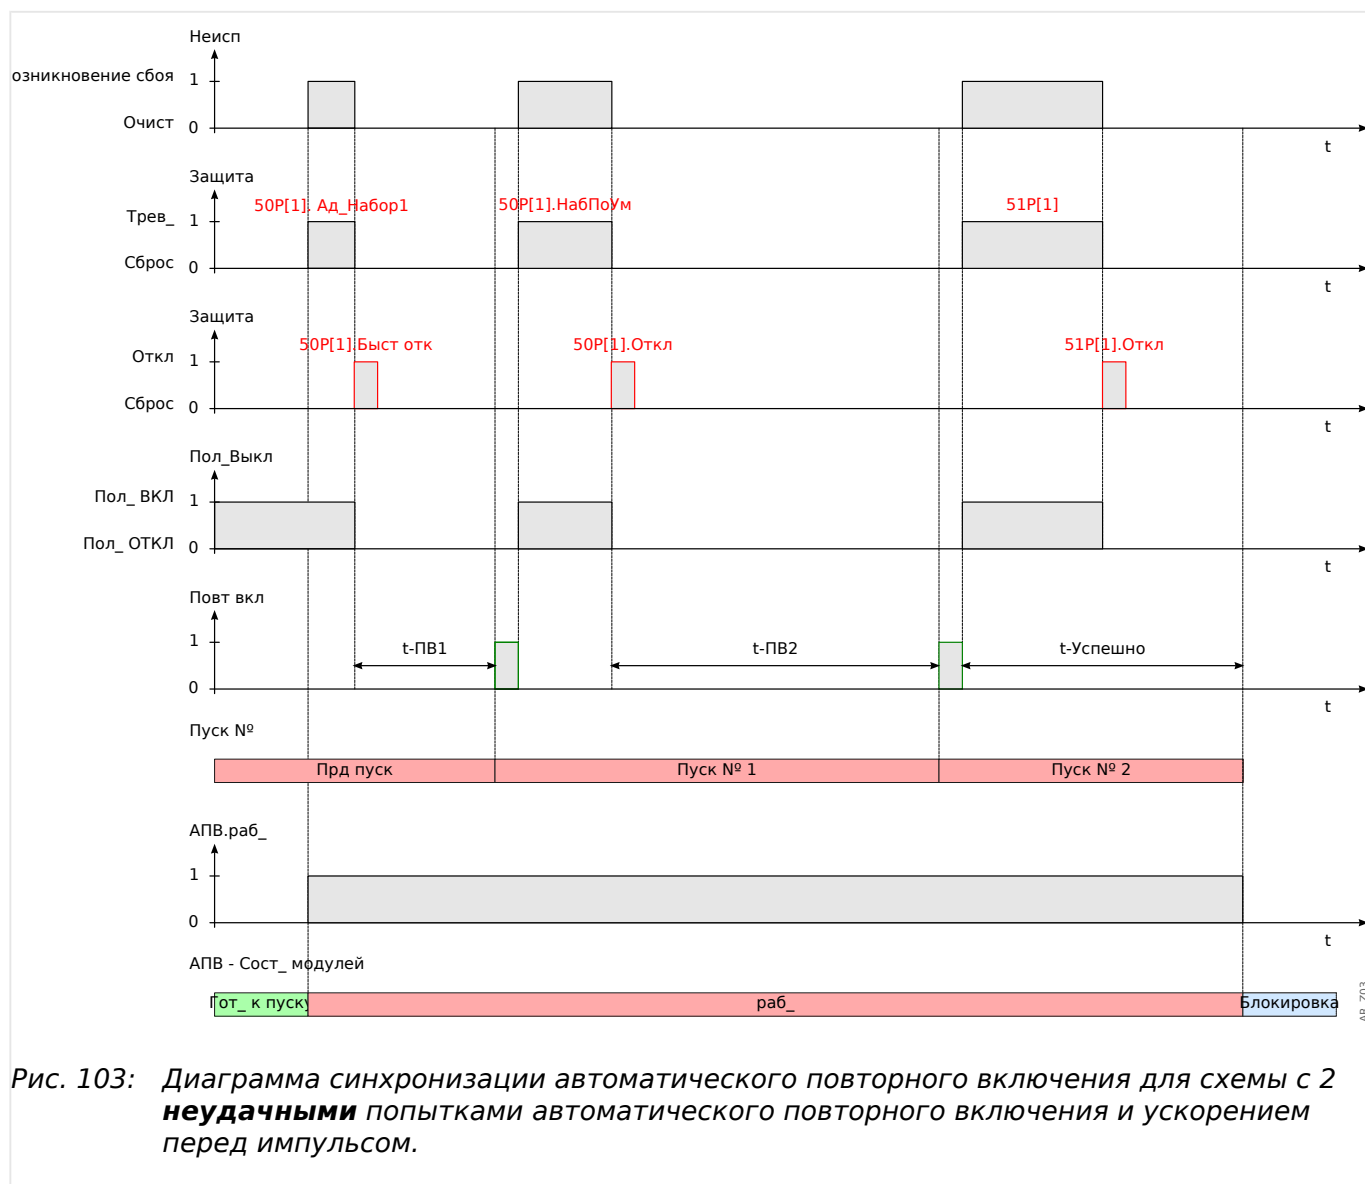 Неисп
озникновение сбоя 1
Очист 0
t
Защита
50P[1]. Ад_Набор1 50P[1].НабПоУм 51P[1]
Трев_ 1
Сброс 0
t
Защита
50P[1].Быст отк 50P[1].Откл 51P[1].Откл
Откл 1
Сброс 0
t
Пол_Выкл
Пол_ ВКЛ 1
Пол_ ОТКЛ 0
t
Повт вкл
1
t-ПВ1 t-ПВ2 t-Успешно
0
t
Пуск №
Прд пуск Пуск № 1 Пуск № 2
АПВ.раб_
1
0
t
АПВ - Сост_ модулей
Гот_ к пуску раб_ Блокировка
AR_Z03
Рис. 103: Диаграмма синхронизации автоматического повторного включения для схемы с 2
неудачными попытками автоматического повторного включения и ускорением
перед импульсом.